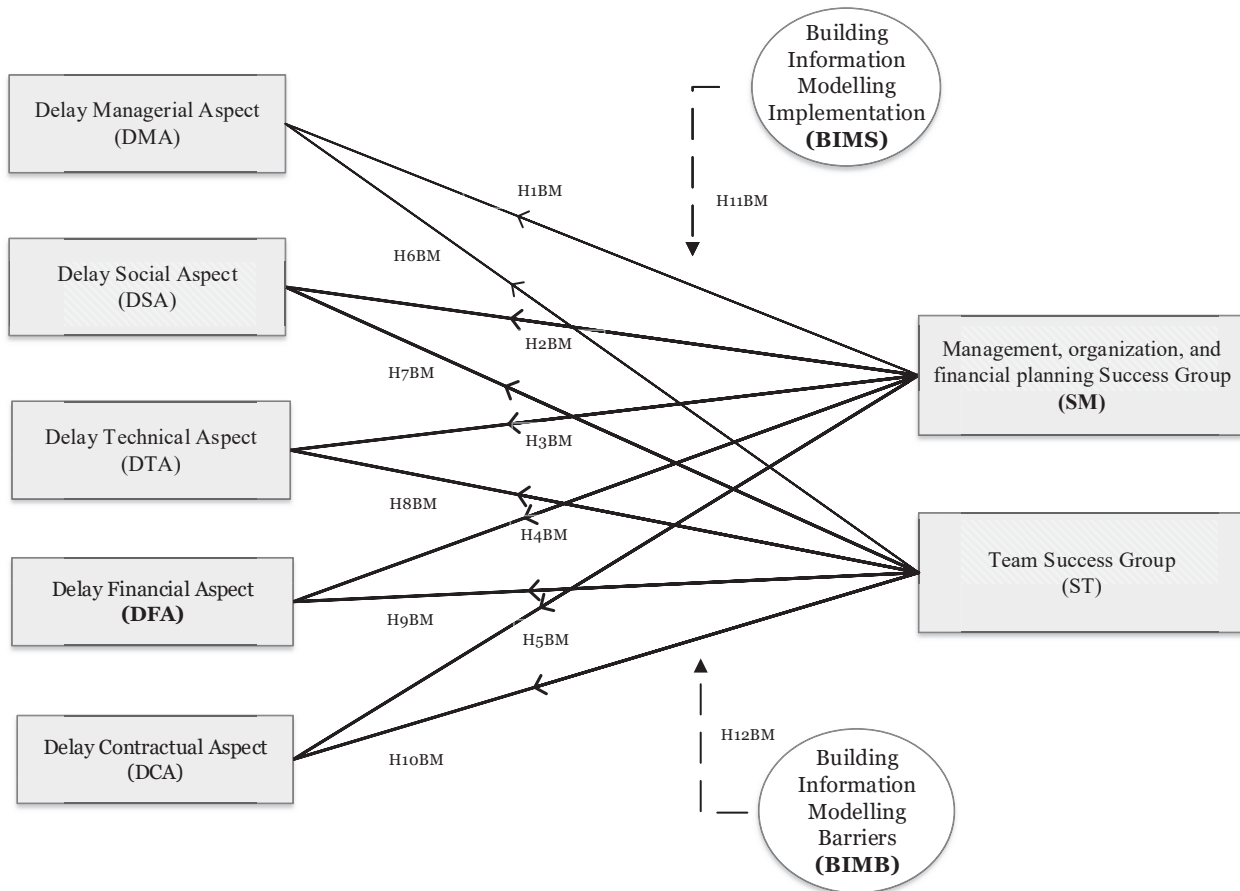 Building
Information
Modelling
Implementation
(BIMS)
Delay Managerial Aspect
(DMA)
H1BM
H11BM
H6BM
Delay Social Aspect
(DSA)
H2BM
H7BM
Management, organization, and
financial planning Success Group
(SM)
Delay Technical Aspect
(DTA)
H3BM
H8BM
H4BM
Team Success Group
(ST)
Delay Financial Aspect
(DFA)
H9BM
H5BM
Delay Contractual Aspect
(DCA)
H10BM
H12BM
Building
Information
Modelling
Barriers
(BIMB)